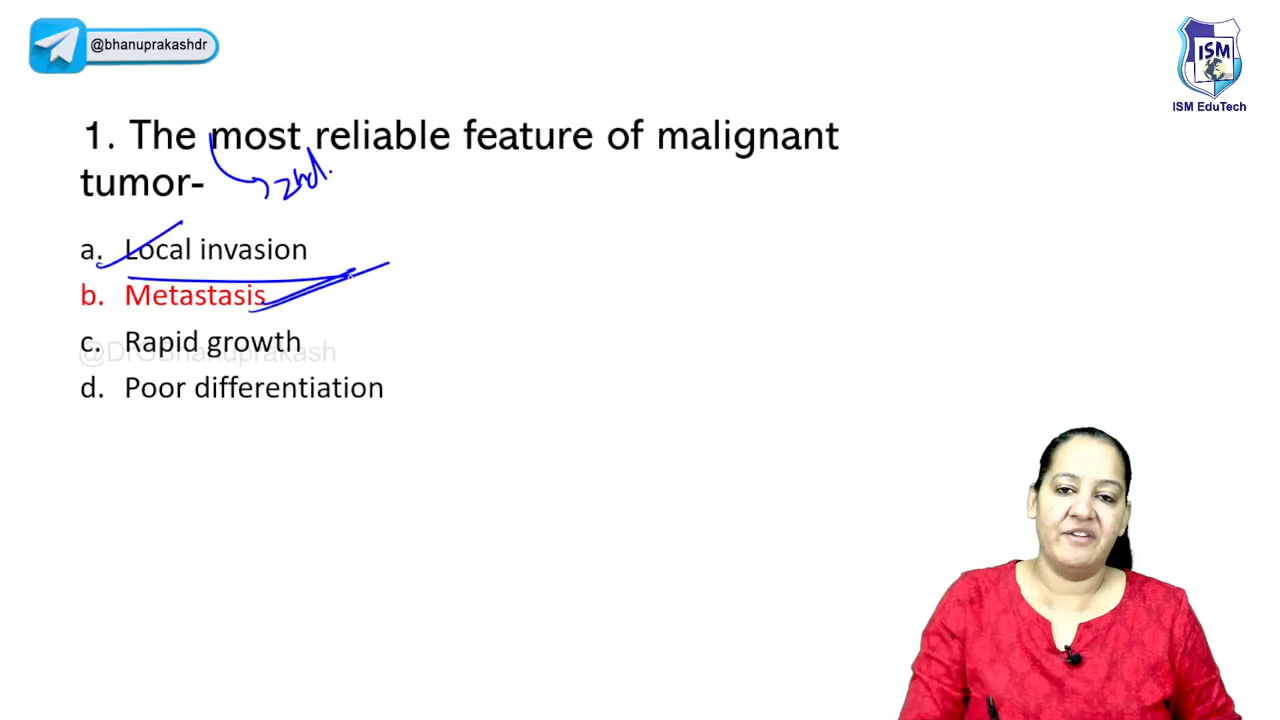 @bhanuprakashdr
ISM
ISM EduTech
1. The most reliable feature of malignant
tumor-
2nd.
a. Local invasion
b. Metastasis
c. Rapid growth
d. Poor differentiation